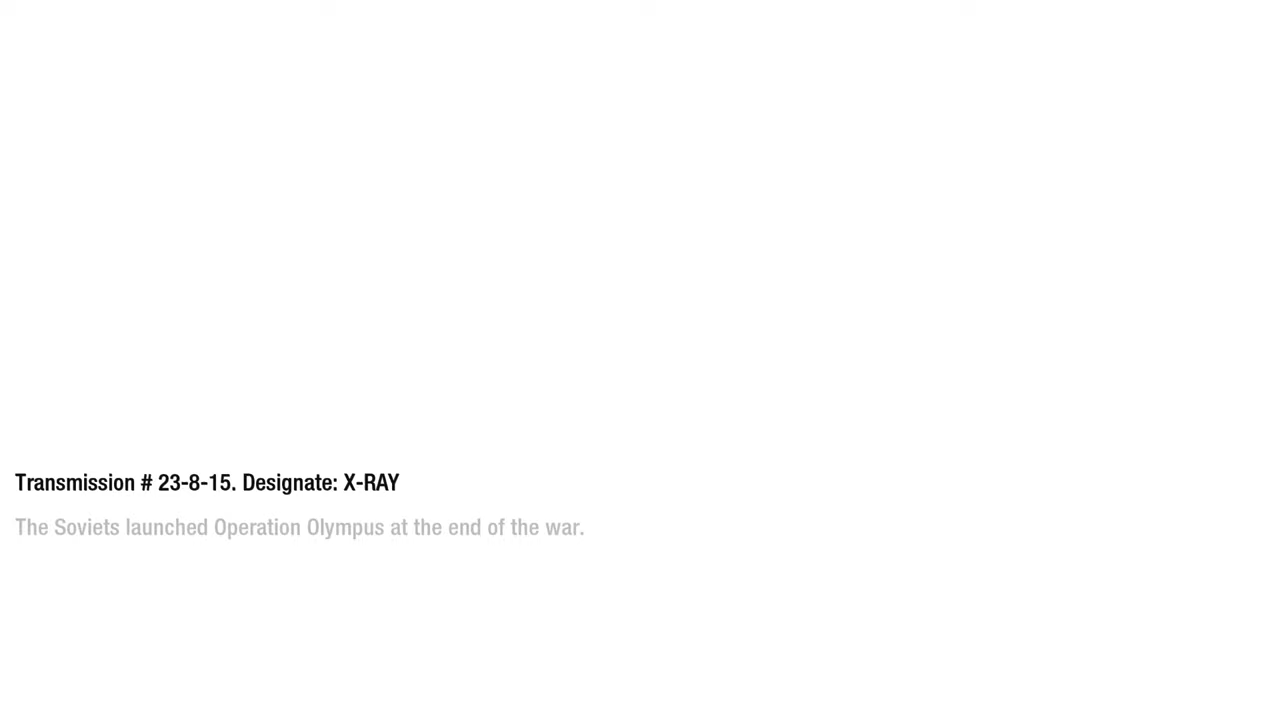 Transmission # 23-8-15. Designate: X-RAY
The Soviets launched Operation Olympus at the end of the war.